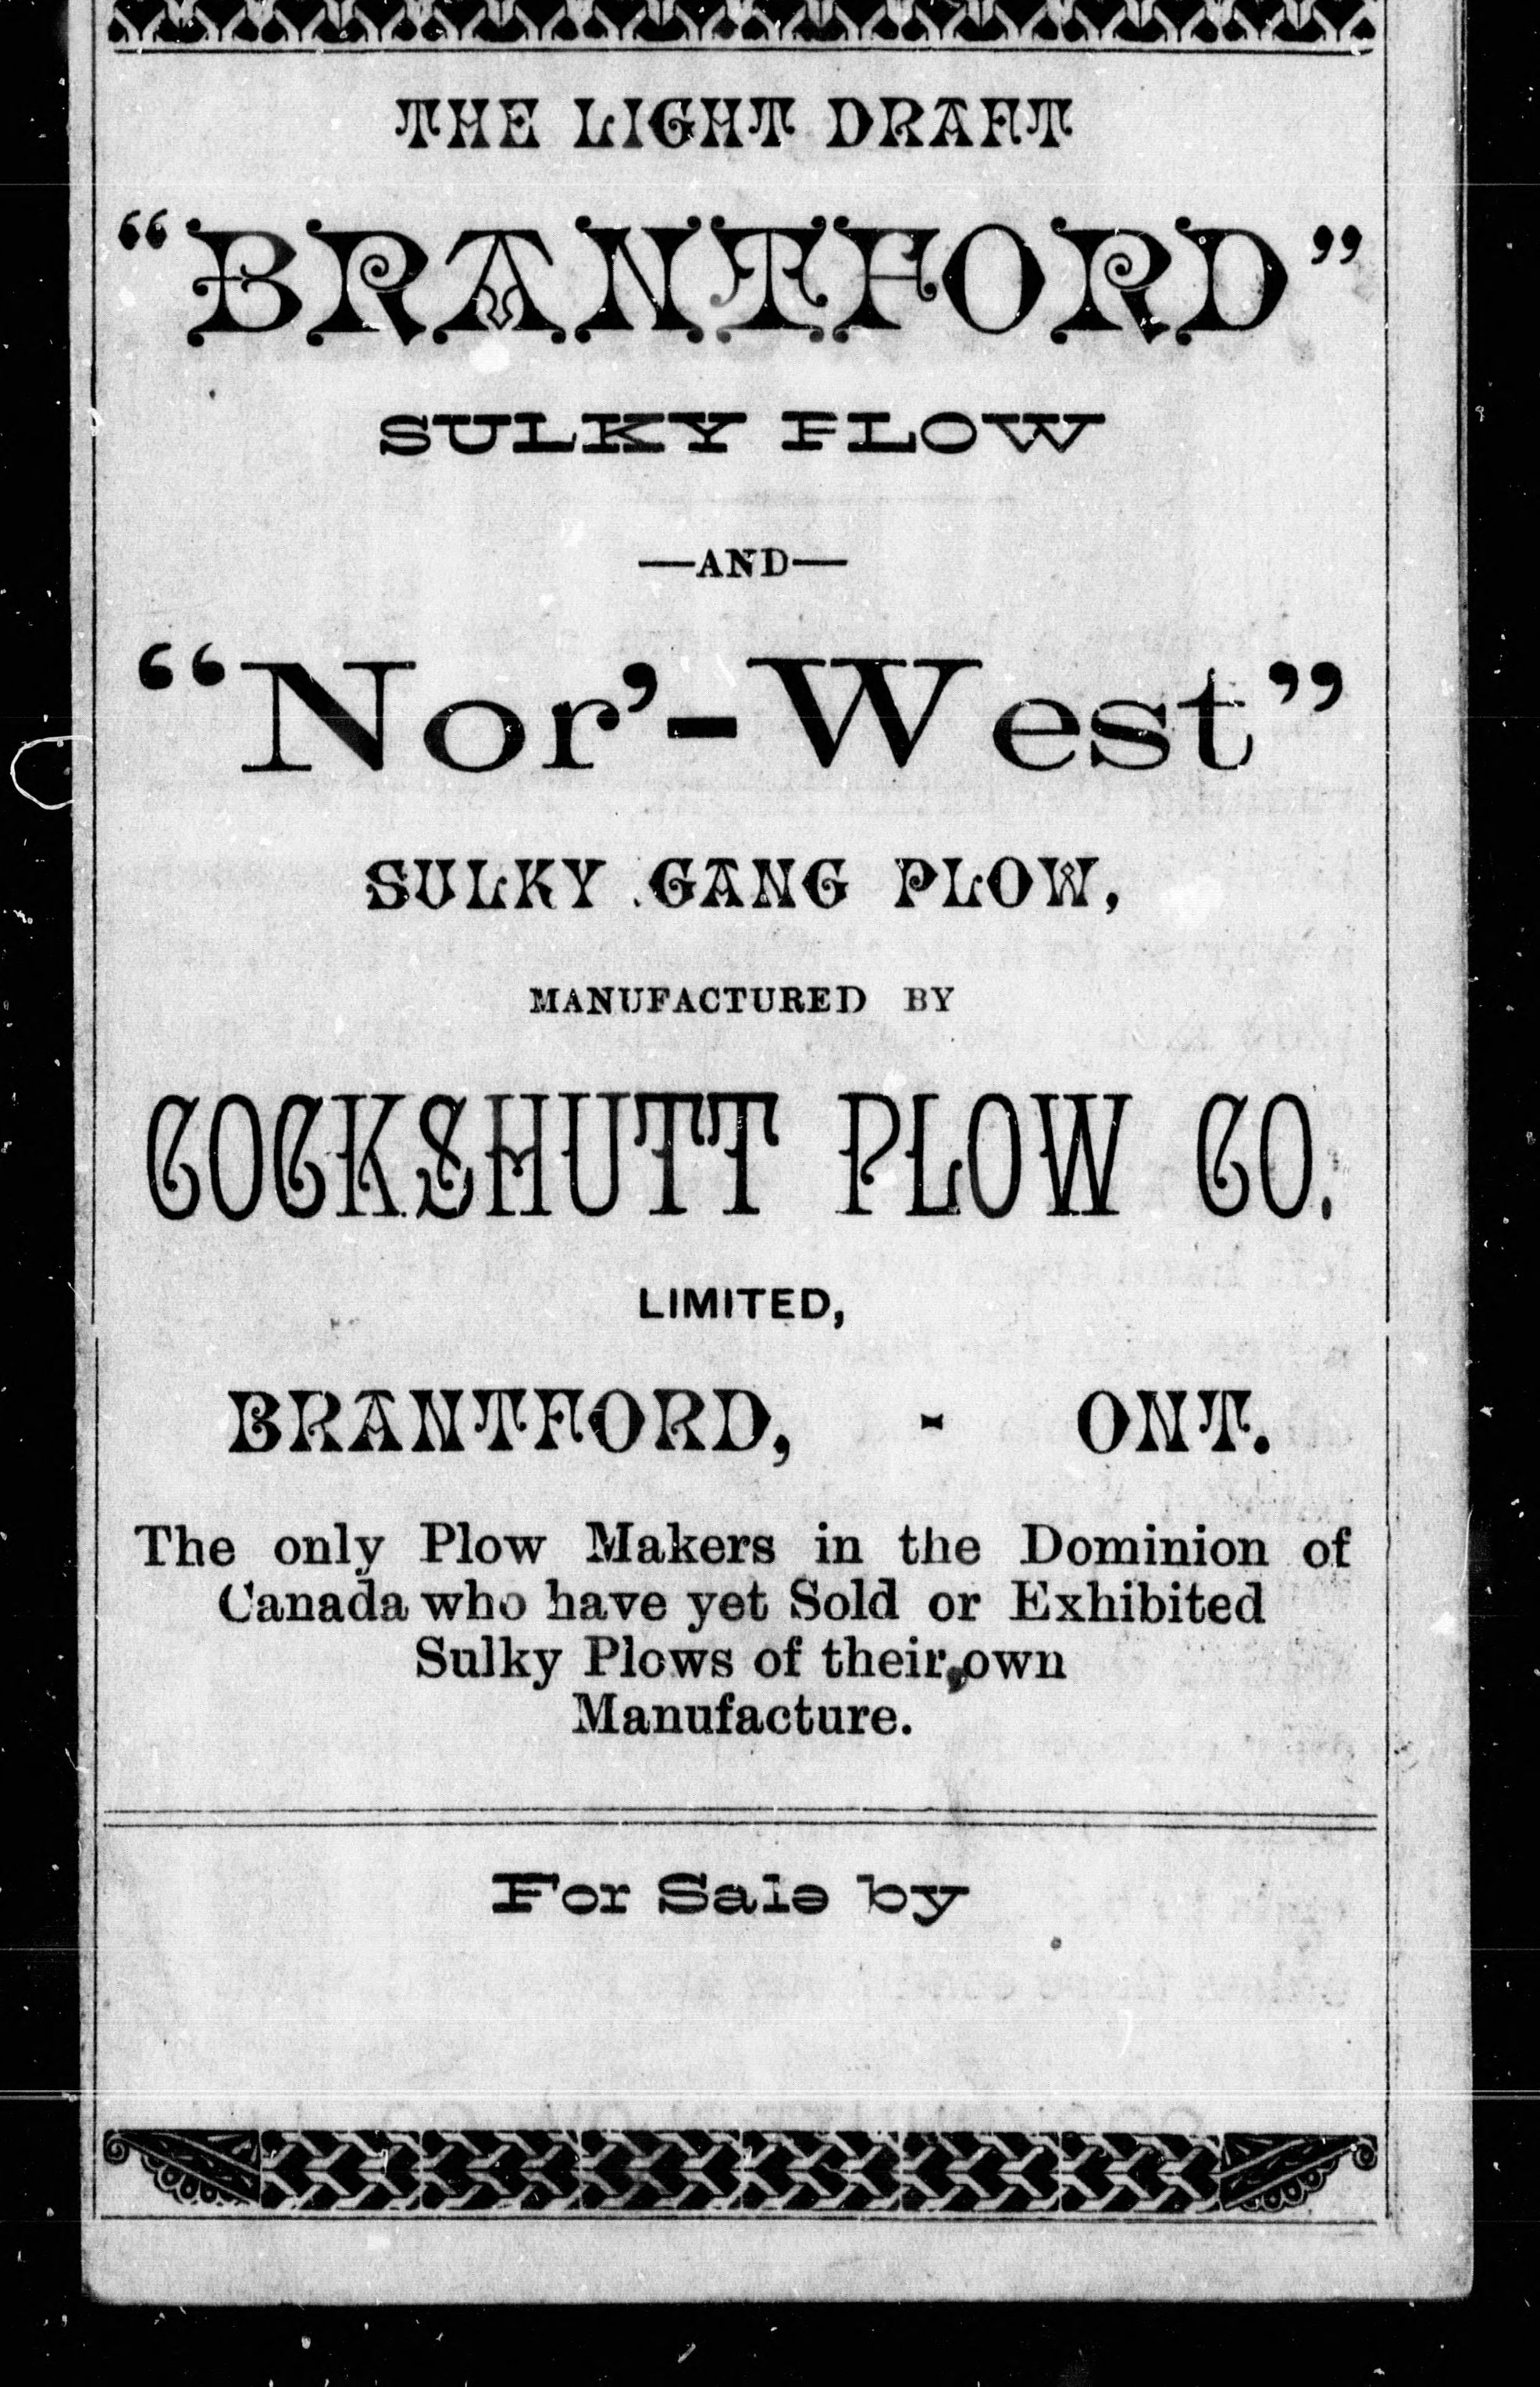 THE LIGHT DRAFT
“BRANTFORD”
SULKY PLOW
—AND—
“Nor’-West”
SULKY GANG PLOW,
MANUFACTURED BY
COCKSHUTT PLOW CO.
LIMITED,
BRANTFORD, - ONT.
The only Plow Makers in the Dominion of
Canada who have yet Sold or Exhibited
Sulky Plows of their own
Manufacture.
For Sale by